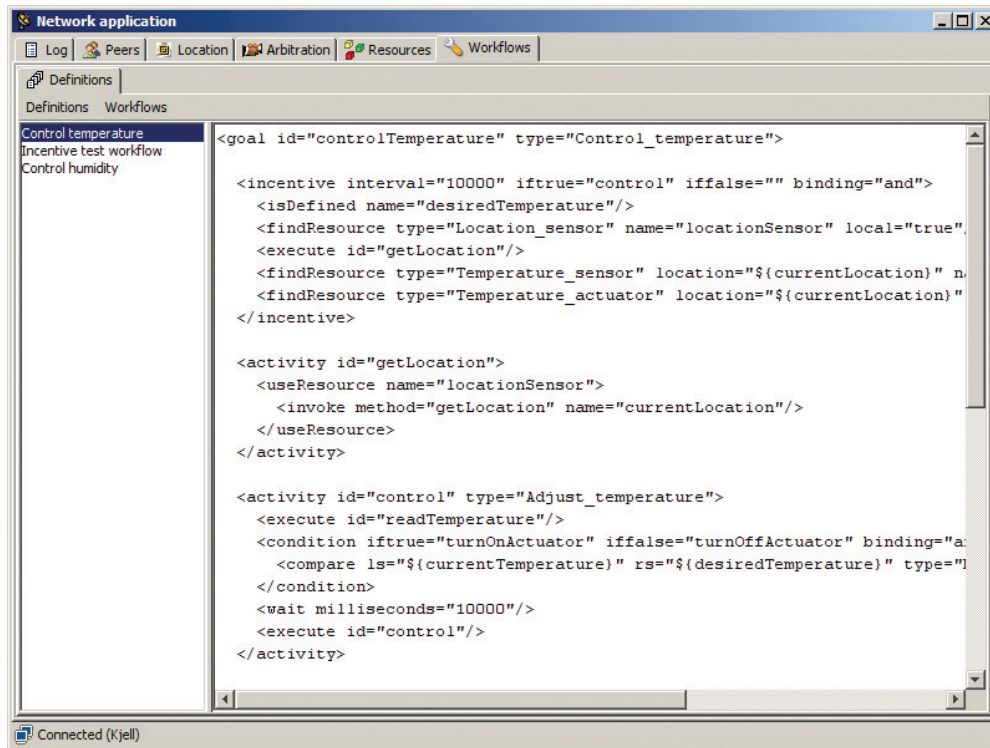 Network application
Log Peers Location Arbitration Resources Workflows
Definitions
Definitions Workflows
Control temperature
Incentive test workflow
Control humidity
<goal id="controlTemperature" type="Control_temperature">
<incentive interval="10000" iftrue="control" iffalse="" binding="and">
<isDefined name="desiredTemperature"/>
<findResource type="Location_sensor" name="locationSensor" local="true"
<execute id="getLocation"/>
<findResource type="Temperature_sensor" location="${currentLocation}"
<findResource type="Temperature_actuator" location="${currentLocation}"
</incentive>
<activity id="getLocation">
<useResource name="locationSensor">
<invoke method="getLocation" name="currentLocation"/>
</useResource>
</activity>
<activity id="control" type="Adjust_temperature">
<execute id="readTemperature"/>
<condition iftrue="turnOnActuator" iffalse="turnOffActuator"
<compare ls="${currentTemperature}" rs="${desiredTemperature}"
</condition>
<wait milliseconds="10000"/>
<execute id="control"/>
</activity>
Connected (Kjell)